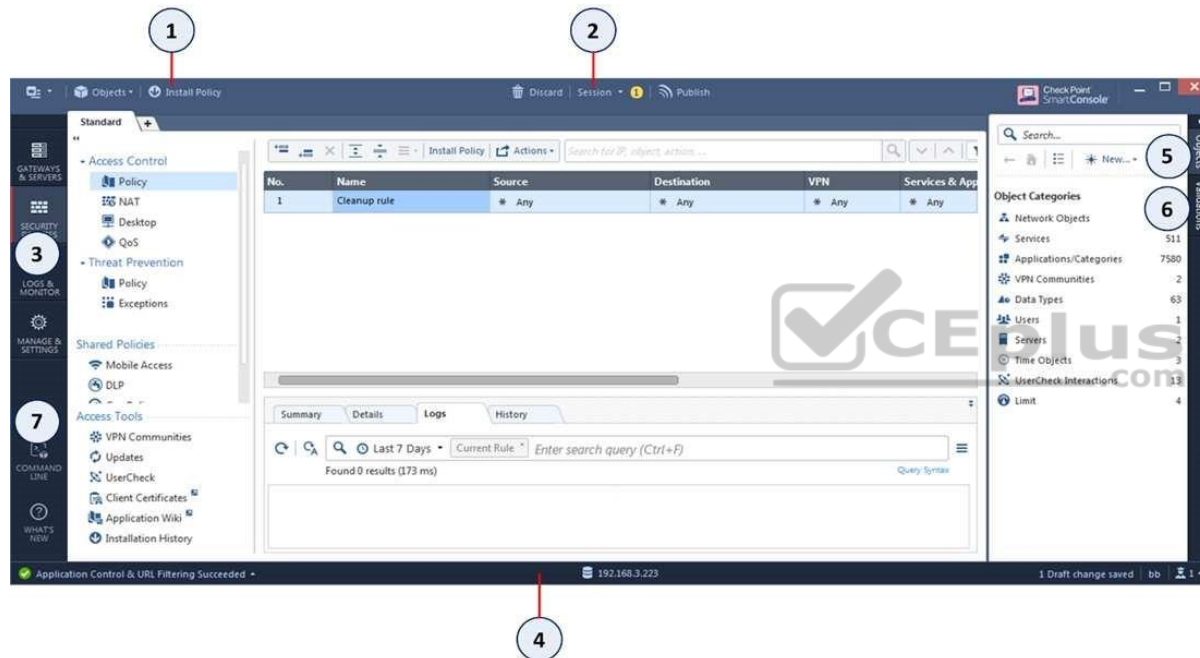 1
2
Objects
Install Policy
Discard
Session
1
Publish
Check Point
SmartConsole
Standard
+
GATEWAYS
& SERVERS
SECURITY
3
LOGS &
MONITOR
MANAGE &
SETTINGS
7
COMMAND
LINE
WHAT'S
NEW
Access Control
Policy
NAT
Desktop
QoS
Threat Prevention
Policy
Exceptions
Shared Policies
Mobile Access
DLP
Access Tools
VPN Communities
Updates
UserCheck
Client Certificates
Application Wiki
Installation History
Install Policy
Actions
Search for IP, object, action, ...
No. Name Source Destination VPN Services & App
1 Cleanup rule * Any * Any * Any * Any
Summary Details Logs History
Last 7 Days
Current Rule
Enter search query (Ctrl+F)
Found 0 results (173 ms)
Query Syntax
Search...
New...
5
6
Object Categories
Network Objects
Services 511
Applications/Categories 7580
VPN Communities 2
Data Types 63
Users 1
Servers 2
Time Objects 3
UserCheck Interactions 13
Limit 4
VCEplus
.com
Application Control & URL Filtering Succeeded
192.168.3.223
1 Draft change saved
bb
1
4